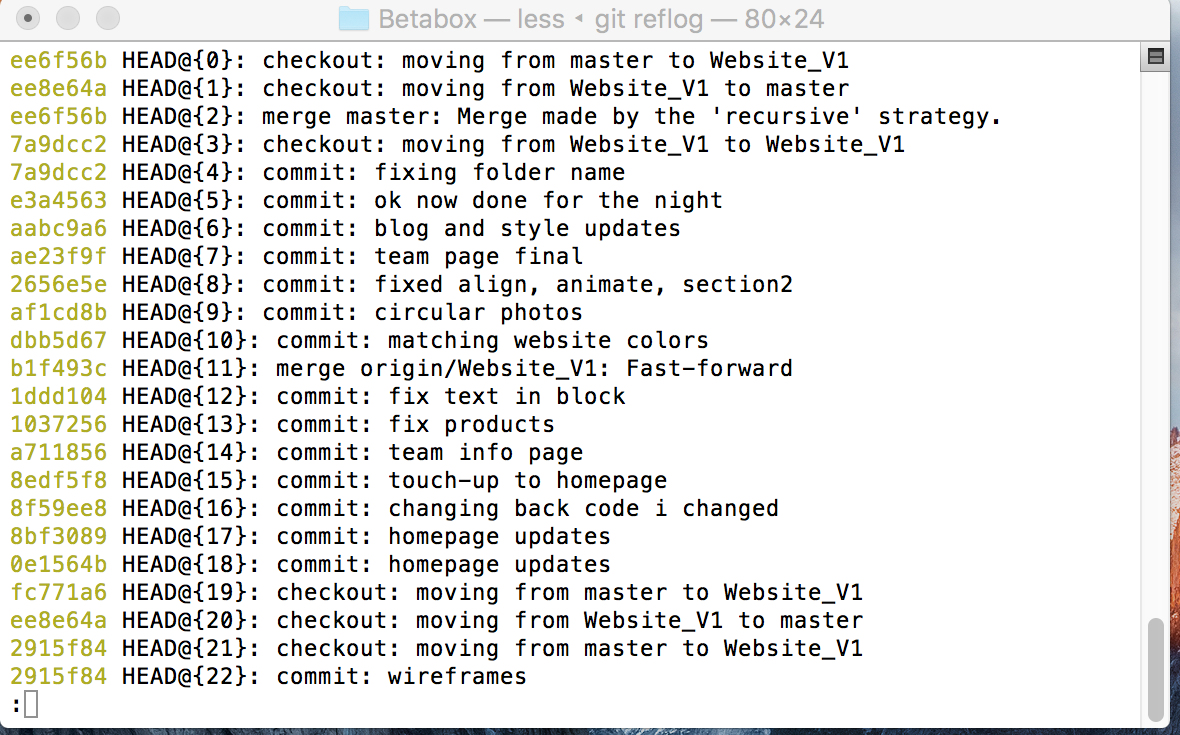 Betabox — less ◂ git reflog — 80×24
ee6f56b HEAD@{0}: checkout: moving from master to Website_V1
ee8e64a HEAD@{1}: checkout: moving from Website_V1 to master
ee6f56b HEAD@{2}: merge master: Merge made by the 'recursive' strategy.
7a9dcc2 HEAD@{3}: checkout: moving from Website_V1 to Website_V1
7a9dcc2 HEAD@{4}: commit: fixing folder name
e3a4563 HEAD@{5}: commit: ok now done for the night
aabc9a6 HEAD@{6}: commit: blog and style updates
ae23f9f HEAD@{7}: commit: team page final
2656e5e HEAD@{8}: commit: fixed align, animate, section2
af1cd8b HEAD@{9}: commit: circular photos
dbb5d67 HEAD@{10}: commit: matching website colors
b1f493c HEAD@{11}: merge origin/Website_V1: Fast-forward
1ddd104 HEAD@{12}: commit: fix text in block
1037256 HEAD@{13}: commit: fix products
a711856 HEAD@{14}: commit: team info page
8edf5f8 HEAD@{15}: commit: touch-up to homepage
8f59ee8 HEAD@{16}: commit: changing back code i changed
8bf3089 HEAD@{17}: commit: homepage updates
0e1564b HEAD@{18}: commit: homepage updates
fc771a6 HEAD@{19}: checkout: moving from master to Website_V1
ee8e64a HEAD@{20}: checkout: moving from Website_V1 to master
2915f84 HEAD@{21}: checkout: moving from master to Website_V1
2915f84 HEAD@{22}: commit: wireframes
: